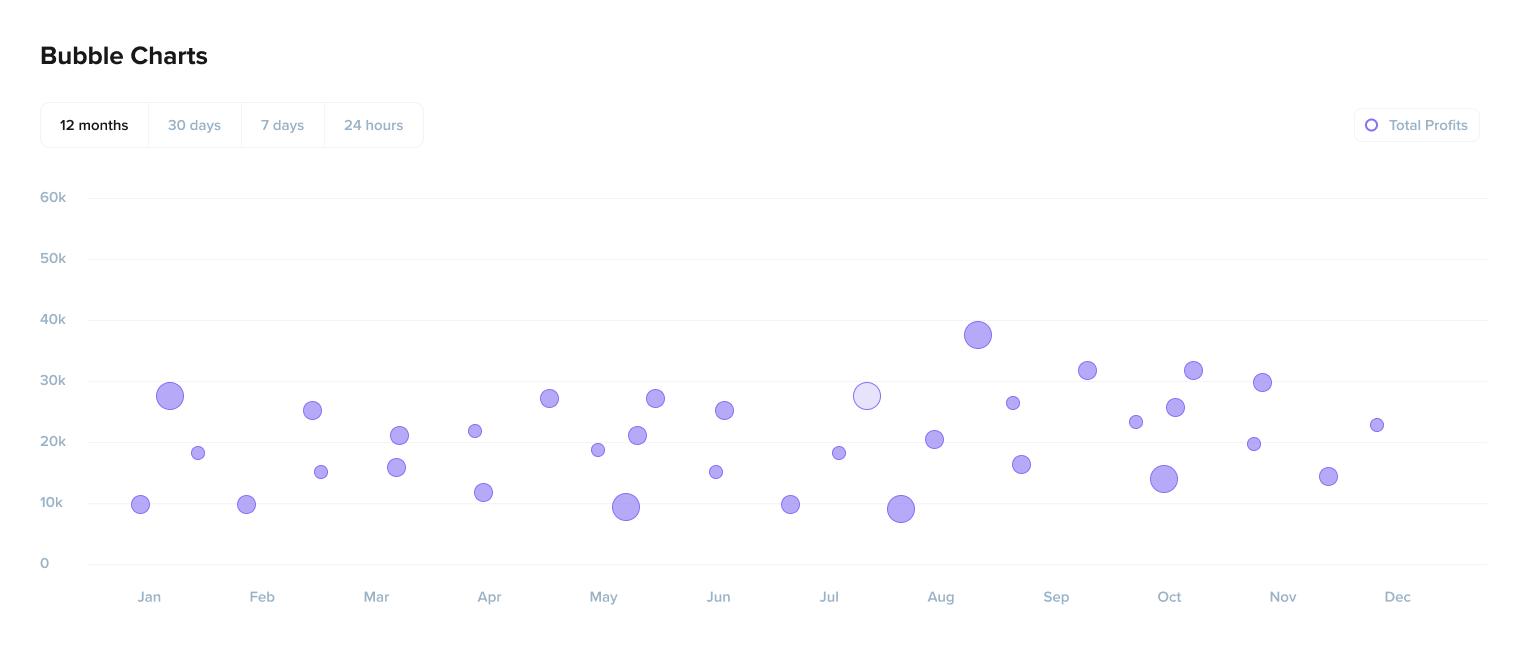 Bubble Charts
12 months 30 days 7 days 24 hours
Total Profits
60k
50k
40k
30k
20k
10k
0
Jan Feb Mar Apr May Jun Jul Aug Sep Oct Nov Dec